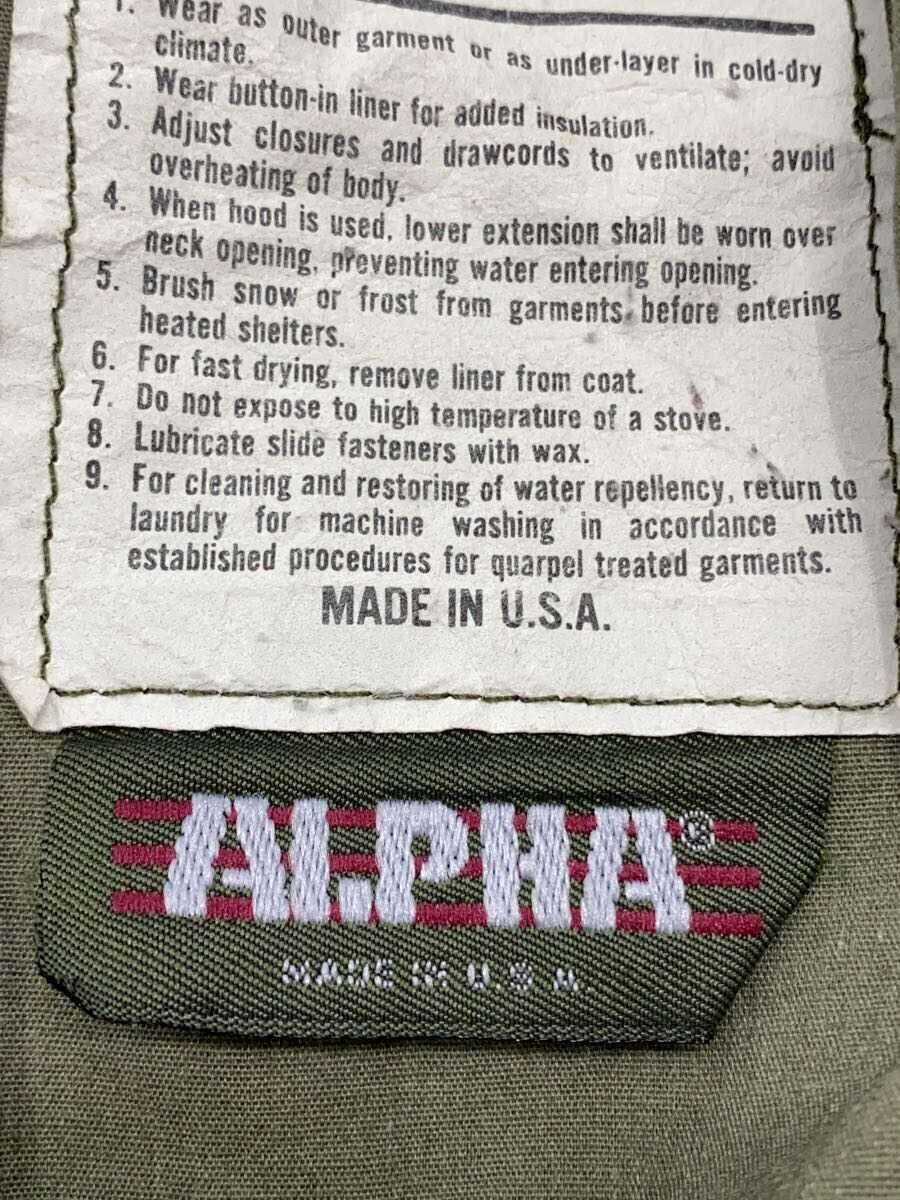 1. Wear as outer garment or as under-layer in cold-dry
climate.
2. Wear button-in liner for added insulation.
3. Adjust closures and drawcords to ventilate; avoid
overheating of body.
4. When hood is used, lower extension shall be worn over
neck opening, preventing water entering opening.
5. Brush snow or frost from garments before entering
heated shelters.
6. For fast drying, remove liner from coat.
7. Do not expose to high temperature of a stove.
8. Lubricate slide fasteners with wax.
9. For cleaning and restoring of water repellency, return to
laundry for machine washing in accordance with
established procedures for quarpel treated garments.
MADE IN U.S.A.
ALPHA®
MADE IN U.S.A.